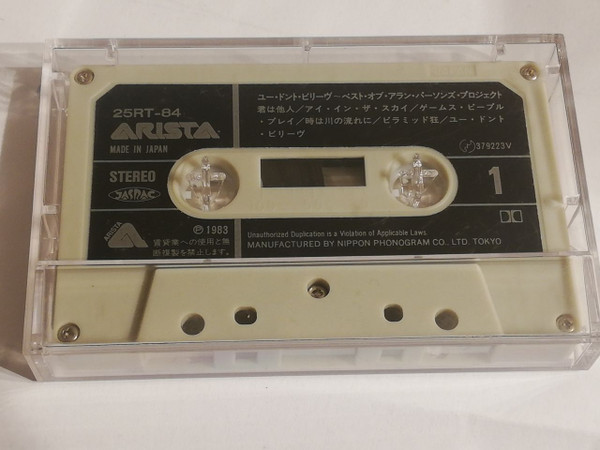 25RT-84
ARISTA
MADE IN JAPAN
STEREO
JASRAC
ARISTA
Ⓟ 1983
賃貸業への使用と無
断複製を禁止します。
ユー・ドント・ビリーヴ～ベスト・オブ・アラン・パーソンズ・プロジェクト
君は他人/アイ・イン・ザ・スカイ/ゲームス・ピープル
・プレイ/時は川の流れに/ピラミッド狂/ユー・ドント
・ビリーヴ
379223V
1
Unauthorized Duplication is a Violation of Applicable Laws.
MANUFACTURED BY NIPPON PHONOGRAM CO., LTD. TOKYO